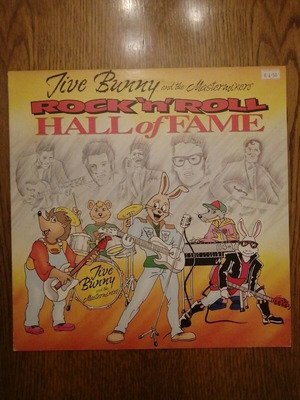 Jive Bunny and the Mastermixers
ROCK 'n' ROLL
HALL of FAME
Jive
Bunny
and the
Mastermixers